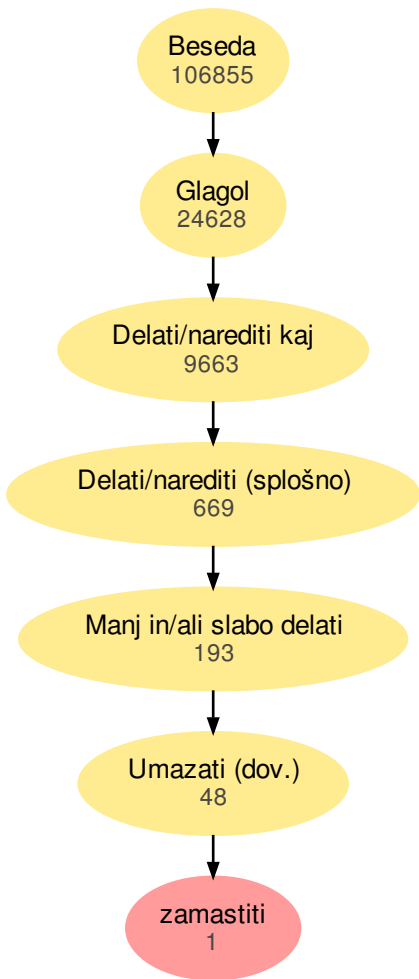 Beseda
106855
Glagol
24628
Delati/narediti kaj
9663
Delati/narediti (splošno)
669
Manj in/ali slabo delati
193
Umazati (dov.)
48
zamastiti
1